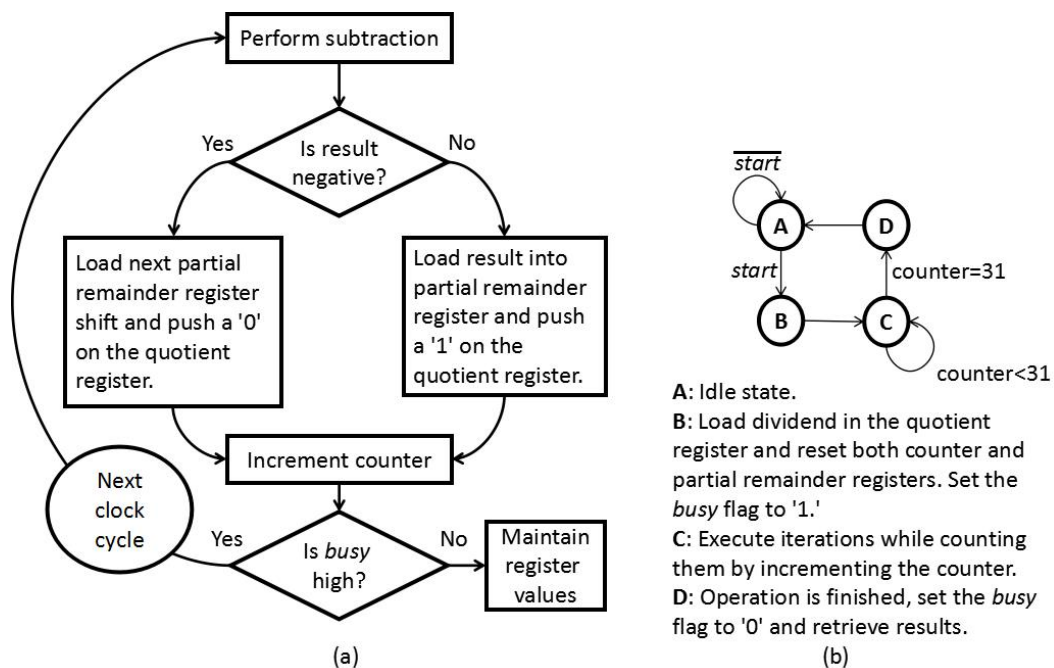 Perform subtraction
Yes
Is result
negative?
No
Load next partial
remainder register
shift and push a '0'
on the quotient
register.
Load result into
partial remainder
register and push
a '1' on the
quotient register.
Increment counter
Next
clock
cycle
Yes
Is busy
high?
No
Maintain
register
values
(a)
start
A
D
start
counter=31
B
C
counter<31
A: Idle state.
B: Load dividend in the quotient
register and reset both counter and
partial remainder registers. Set the
busy flag to '1.'
C: Execute iterations while counting
them by incrementing the counter.
D: Operation is finished, set the busy
flag to '0' and retrieve results.
(b)